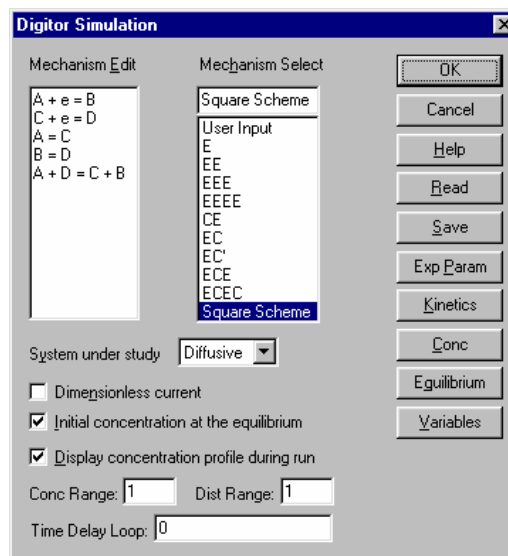 Digitor Simulation
Mechanism Edit
A + e = B
C + e = D
A = C
B = D
A + D = C + B
Mechanism Select
Square Scheme
User Input
E
EE
EEE
EEEE
CE
EC
EC'
ECE
ECEC
Square Scheme
System under study Diffusive
Dimensionless current
Initial concentration at the equilibrium
Display concentration profile during run
Conc Range: 1 Dist Range: 1
Time Delay Loop: 0
OK
Cancel
Help
Read
Save
Exp Param
Kinetics
Conc
Equilibrium
Variables